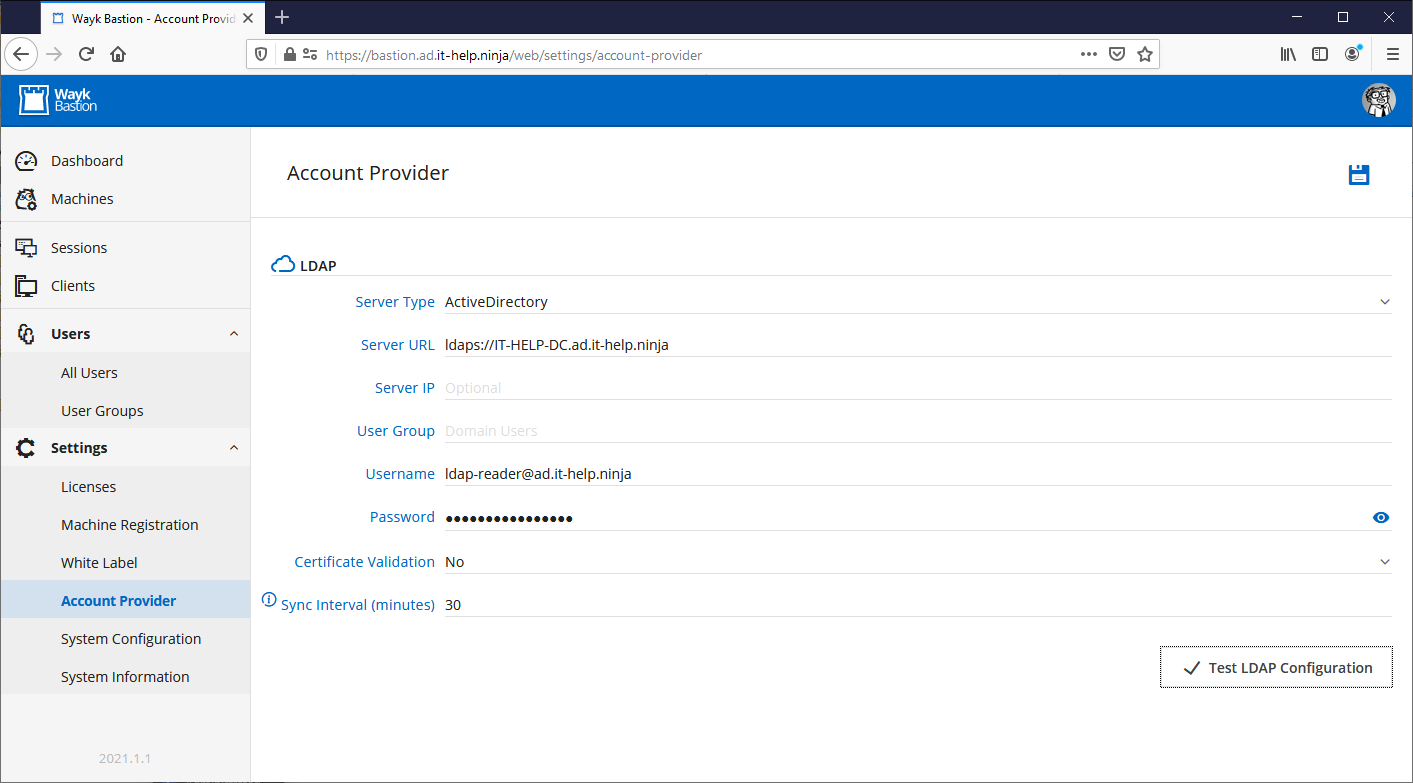 Wayk Bastion - Account Provid
https://bastion.ad.it-help.ninja/web/settings/account-provider
Wayk
Bastion
Dashboard
Machines
Sessions
Clients
Users
All Users
User Groups
Settings
Licenses
Machine Registration
White Label
Account Provider
System Configuration
System Information
2021.1.1
Account Provider
LDAP
Server Type ActiveDirectory
Server URL ldaps://IT-HELP-DC.ad.it-help.ninja
Server IP Optional
User Group Domain Users
Username ldap-reader@ad.it-help.ninja
Password ••••••••••••••••
Certificate Validation No
Sync Interval (minutes) 30
Test LDAP Configuration